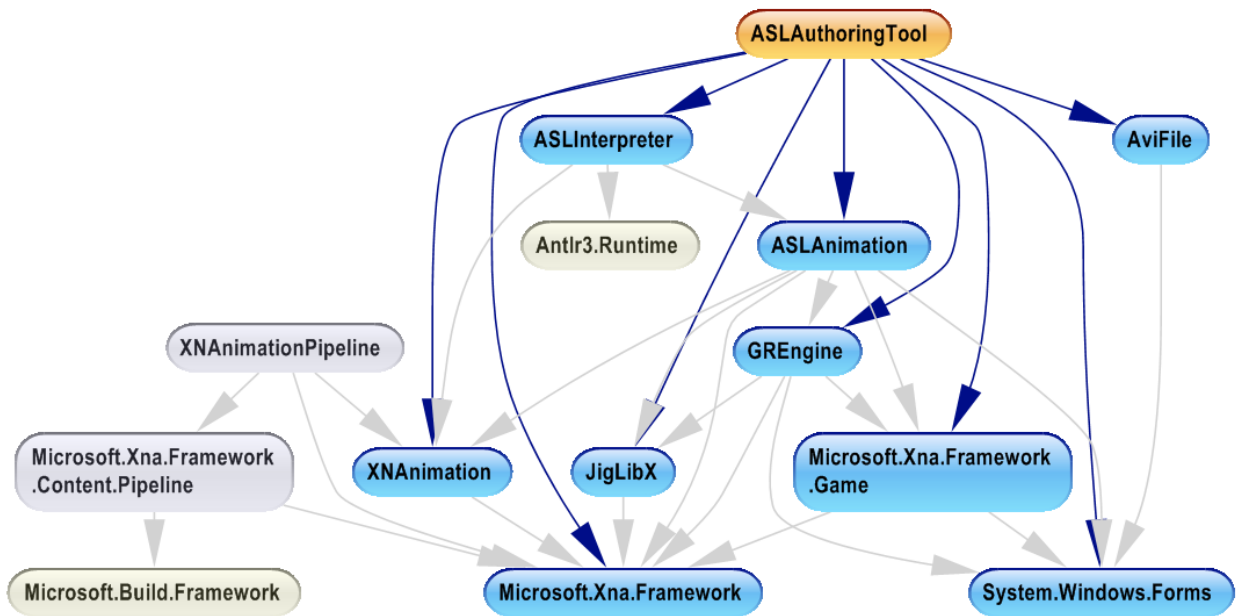 ASLAuthoringTool
ASLInterpreter
AviFile
Antlr3.Runtime
ASLAnimation
XNAnimationPipeline
GREngine
Microsoft.Xna.Framework
.Content.Pipeline
XNAnimation
JigLibX
Microsoft.Xna.Framework
.Game
Microsoft.Build.Framework
Microsoft.Xna.Framework
System.Windows.Forms